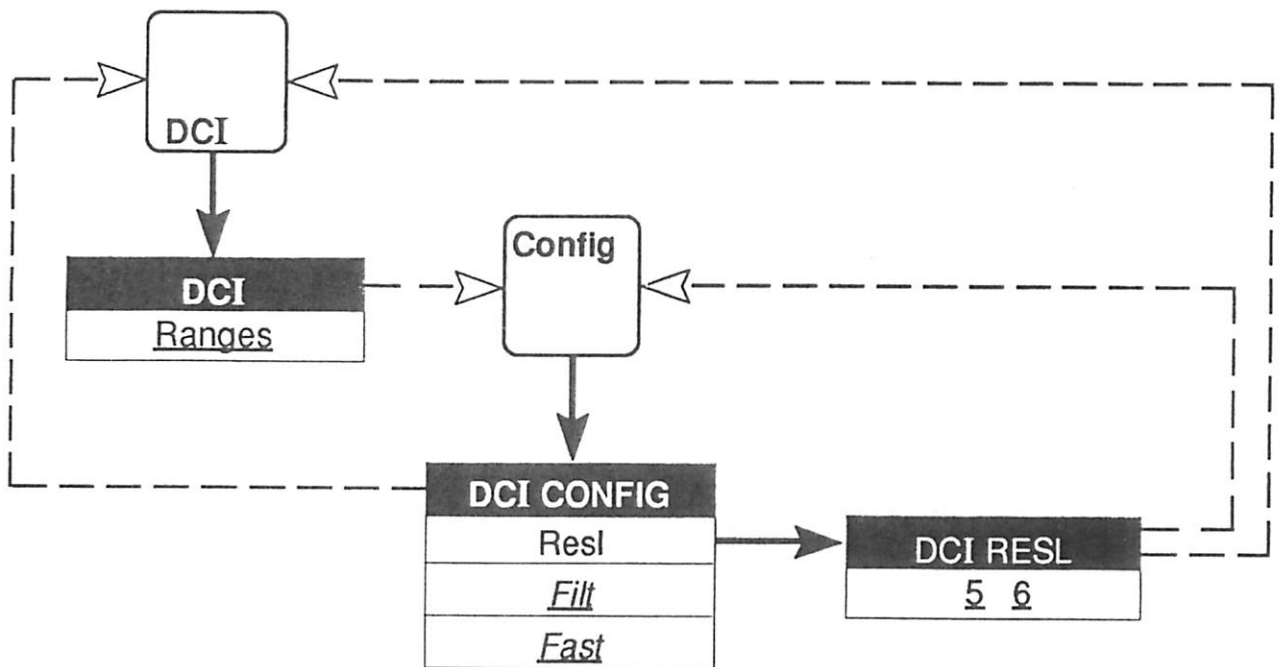 DCI
DCI
Ranges
Config
DCI CONFIG
Resl
Filt
Fast
DCI RESL
5 6